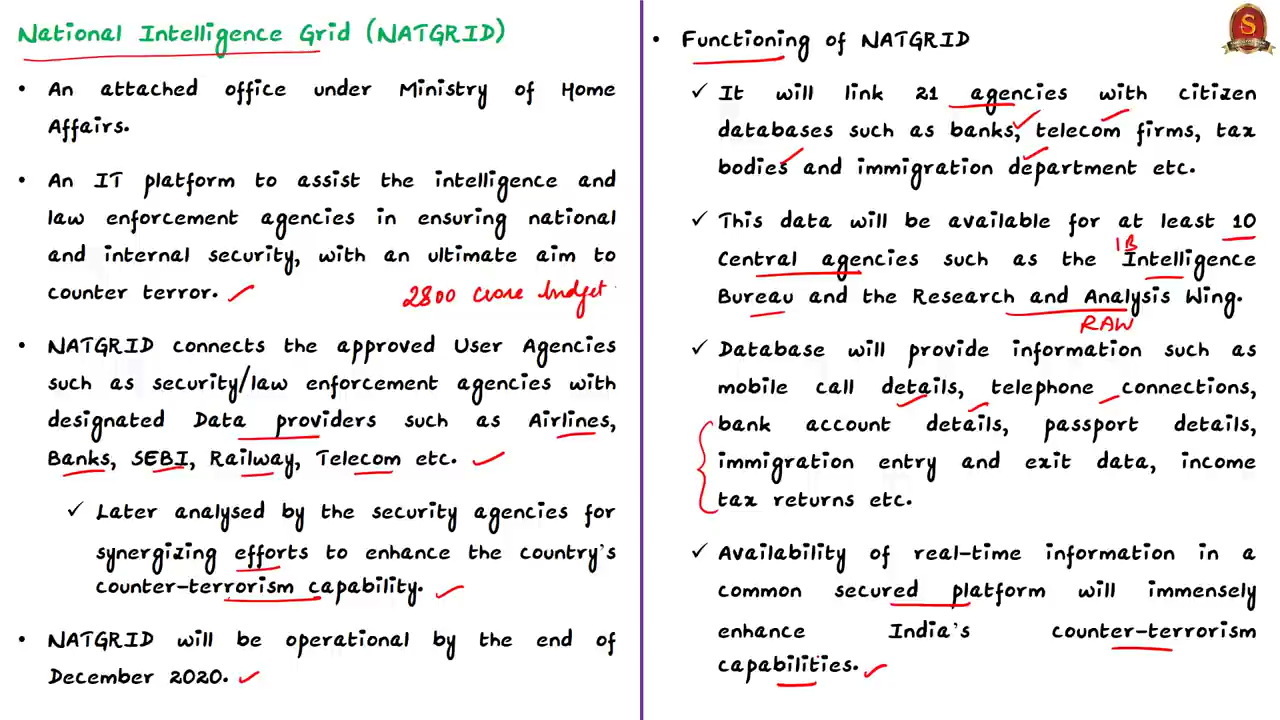 National Intelligence Grid (NATGRID)
• An attached office under Ministry of Home
Affairs.
• An IT platform to assist the intelligence and
law enforcement agencies in ensuring national
and internal security, with an ultimate aim to
counter terror. ✓
2800 crore budget
• NATGRID connects the approved User Agencies
such as security/law enforcement agencies with
designated Data providers such as Airlines,
Banks, SEBI, Railway, Telecom etc. ✓
✓ Later analysed by the security agencies for
synergizing efforts to enhance the country's
counter-terrorism capability. ✓
• NATGRID will be operational by the end of
December 2020. ✓
• Functioning of NATGRID
✓ It will link 21 agencies with citizen
databases such as banks, telecom firms, tax
bodies and immigration department etc.
✓ This data will be available for at least 10
IB
Central agencies such as the Intelligence
Bureau and the Research and Analysis Wing.
RAW
✓ Database will provide information such as
mobile call details, telephone connections,
bank account details, passport details,
immigration entry and exit data, income
tax returns etc.
✓ Availability of real-time information in a
common secured platform will immensely
enhance India's counter-terrorism
capabilities. ✓
S